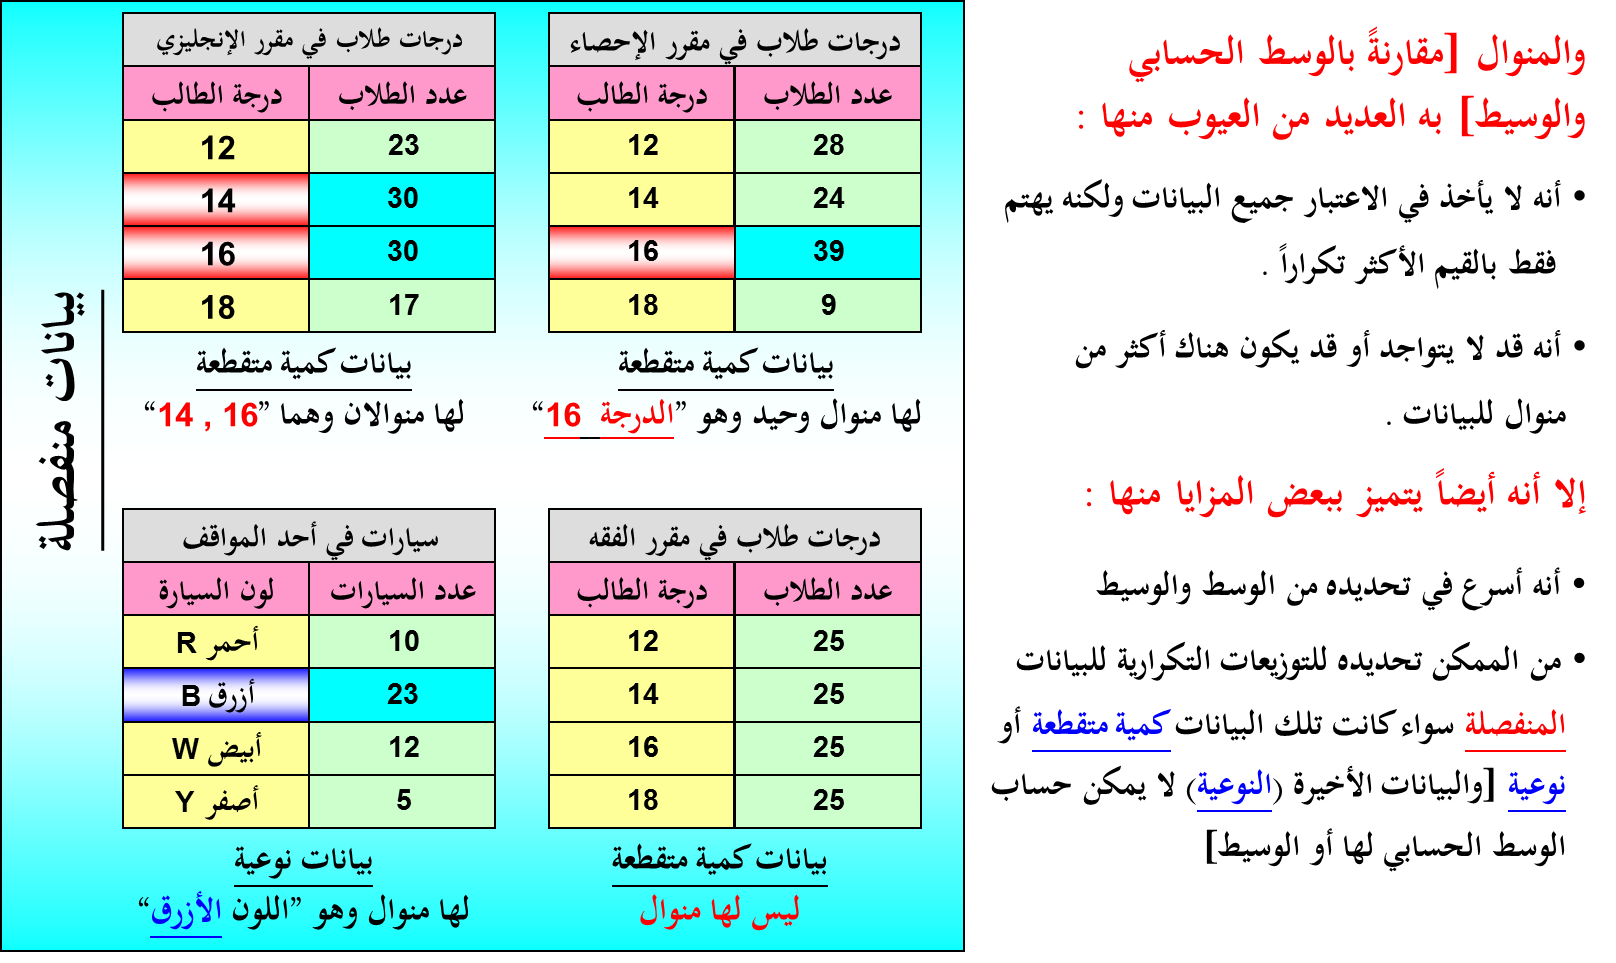 والمنوال [مقارنةً بالوسط الحسابي
والوسيط] به العديد من العيوب منها :
• أنه لا يأخذ في الاعتبار جميع البيانات ولكنه يهتم
فقط بالقيم الأكثر تكراراً .
• أنه قد لا يتواجد أو قد يكون هناك أكثر من
منوال للبيانات .
إلا أنه أيضاً يتميز ببعض المزايا منها :
• أنه أسرع في تحديده من الوسط والوسيط
• من الممكن تحديده للتوزيعات التكرارية للبيانات
المنفصلة سواء كانت تلك البيانات كمية متقطعة أو
نوعية [والبيانات الأخيرة (النوعية) لا يمكن حساب
الوسط الحسابي لها أو الوسيط]
درجات طلاب في مقرر الإحصاء
عدد الطلاب درجة الطالب
28 12
24 14
39 16
9 18
بيانات كمية متقطعة
لها منوال وحيد وهو ”الدرجة 16“
درجات طلاب في مقرر الإنجليزي
عدد الطلاب درجة الطالب
23 12
30 14
30 16
17 18
بيانات كمية متقطعة
لها منوالان وهما ”14 , 16“
درجات طلاب في مقرر الفقه
عدد الطلاب درجة الطالب
25 12
25 14
25 16
25 18
بيانات كمية متقطعة
ليس لها منوال
سيارات في أحد المواقف
عدد السيارات لون السيارة
10 أحمر R
23 أزرق B
12 أبيض W
5 أصفر Y
بيانات نوعية
لها منوال وهو ”اللون الأزرق“
بيانات منفصلة